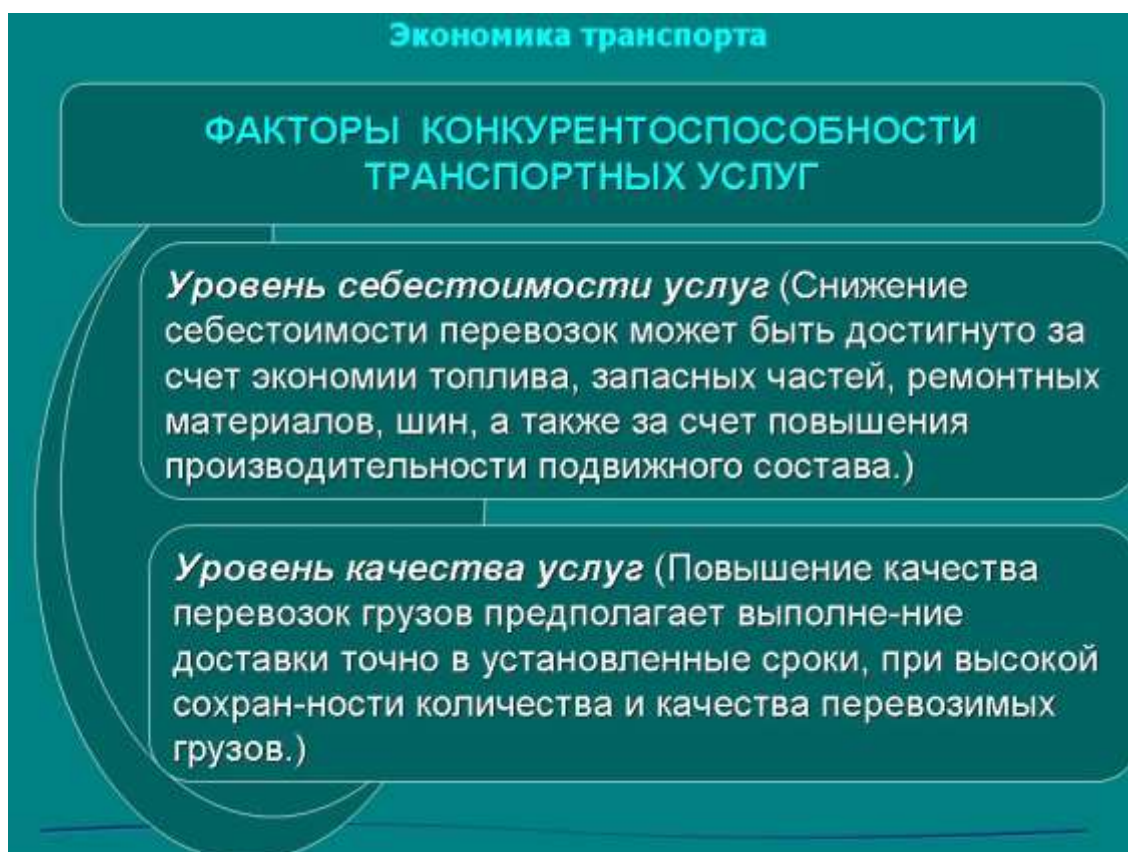 Экономика транспорта
ФАКТОРЫ КОНКУРЕНТОСПОСОБНОСТИ
ТРАНСПОРТНЫХ УСЛУГ
Уровень себестоимости услуг (Снижение
себестоимости перевозок может быть достигнуто за
счет экономии топлива, запасных частей, ремонтных
материалов, шин, а также за счет повышения
производительности подвижного состава.)
Уровень качества услуг (Повышение качества
перевозок грузов предполагает выполне-ние
доставки точно в установленные сроки, при высокой
сохран-ности количества и качества перевозимых
грузов.)